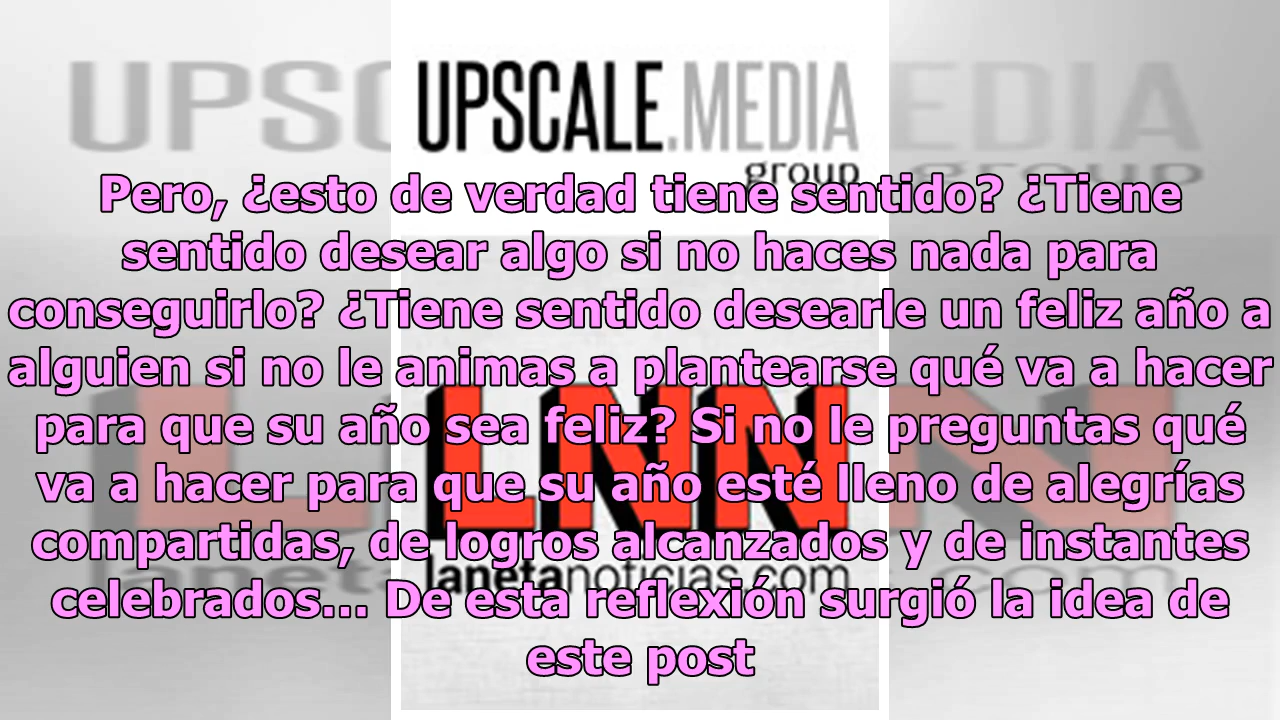 UPSCALE.MEDIA
group
Pero, ¿esto de verdad tiene sentido? ¿Tiene
sentido desear algo si no haces nada para
conseguirlo? ¿Tiene sentido desearle un feliz año a
alguien si no le animas a plantearse qué va a hacer
para que su año sea feliz? Si no le preguntas qué
va a hacer para que su año esté lleno de alegrías
compartidas, de logros alcanzados y de instantes
celebrados... De esta reflexión surgió la idea de
este post
LNN
lanetanoticias.com